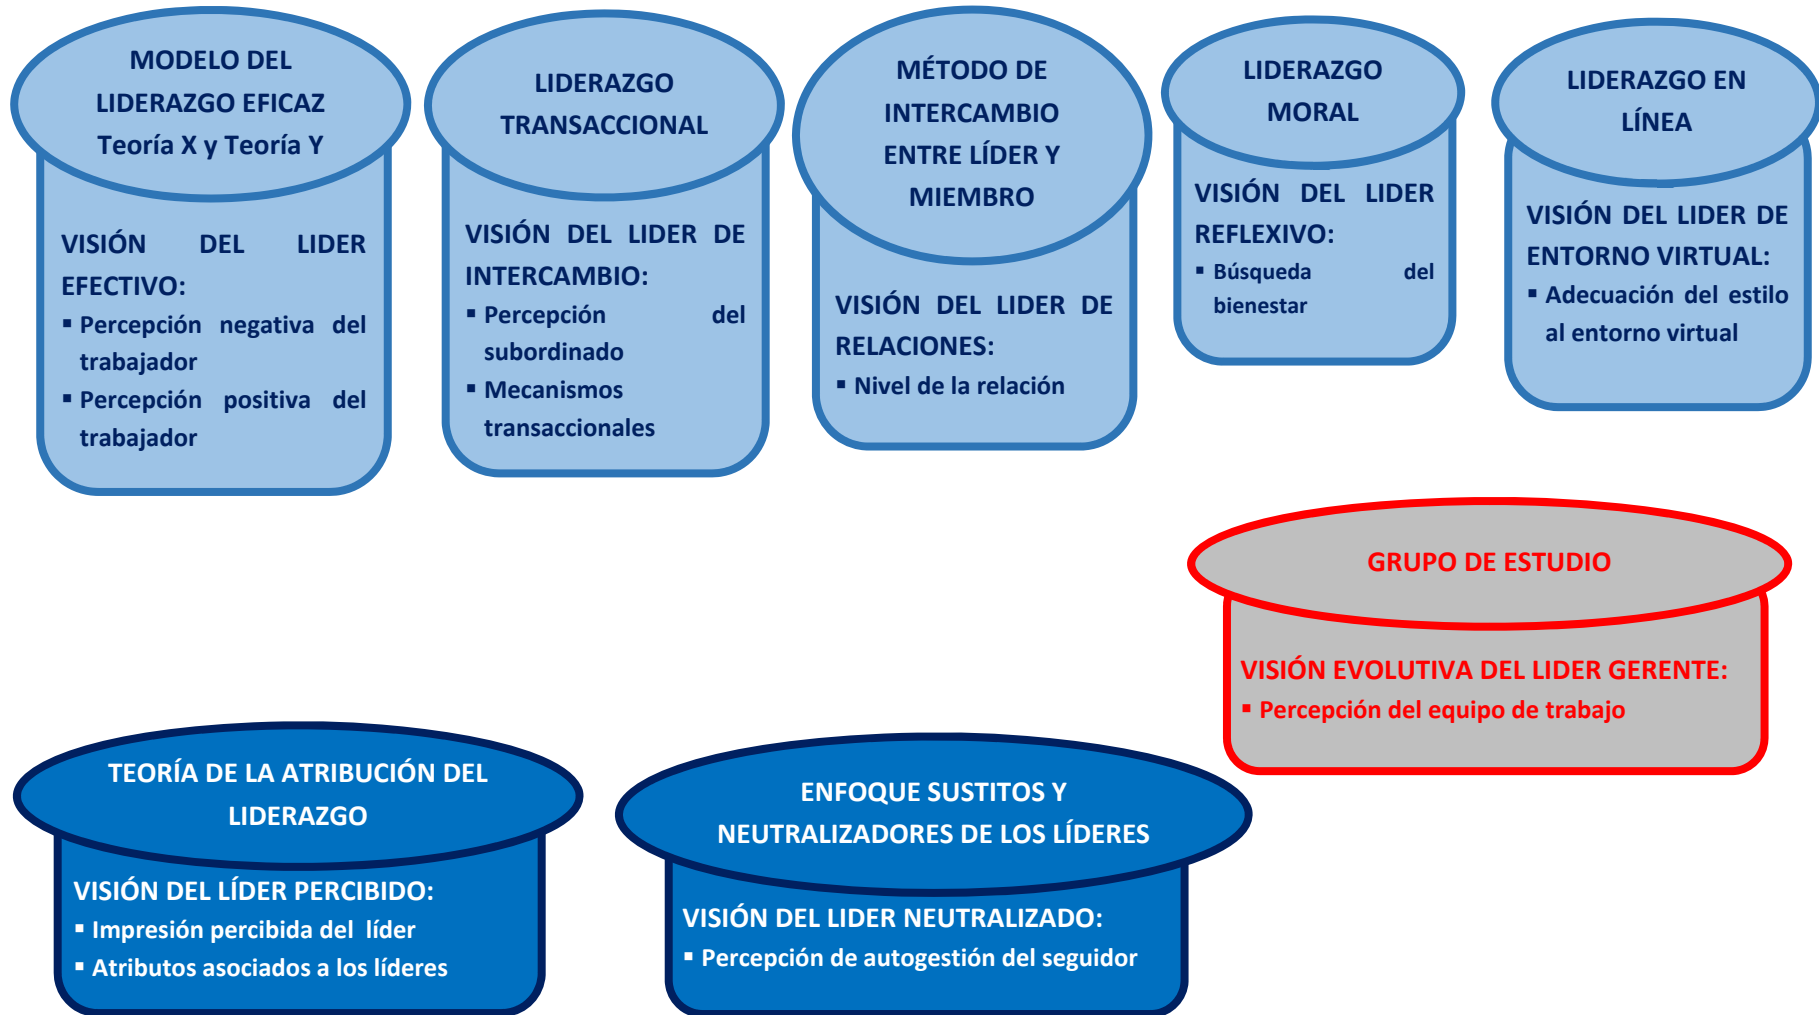 MODELO DEL
LIDERAZGO EFICAZ
Teoría X y Teoría Y
VISIÓN DEL LIDER
EFECTIVO:
▪ Percepción negativa del
trabajador
▪ Percepción positiva del
trabajador
LIDERAZGO
TRANSACCIONAL
VISIÓN DEL LIDER DE
INTERCAMBIO:
▪ Percepción del
subordinado
▪ Mecanismos
transaccionales
MÉTODO DE
INTERCAMBIO
ENTRE LÍDER Y
MIEMBRO
VISIÓN DEL LIDER DE
RELACIONES:
▪ Nivel de la relación
LIDERAZGO
MORAL
VISIÓN DEL LIDER
REFLEXIVO:
▪ Búsqueda del
bienestar
LIDERAZGO EN
LÍNEA
VISIÓN DEL LIDER DE
ENTORNO VIRTUAL:
▪ Adecuación del estilo
al entorno virtual
GRUPO DE ESTUDIO
VISIÓN EVOLUTIVA DEL LIDER GERENTE:
▪ Percepción del equipo de trabajo
TEORÍA DE LA ATRIBUCIÓN DEL
LIDERAZGO
VISIÓN DEL LÍDER PERCIBIDO:
▪ Impresión percibida del líder
▪ Atributos asociados a los líderes
ENFOQUE SUSTITOS Y
NEUTRALIZADORES DE LOS LÍDERES
VISIÓN DEL LIDER NEUTRALIZADO:
▪ Percepción de autogestión del seguidor